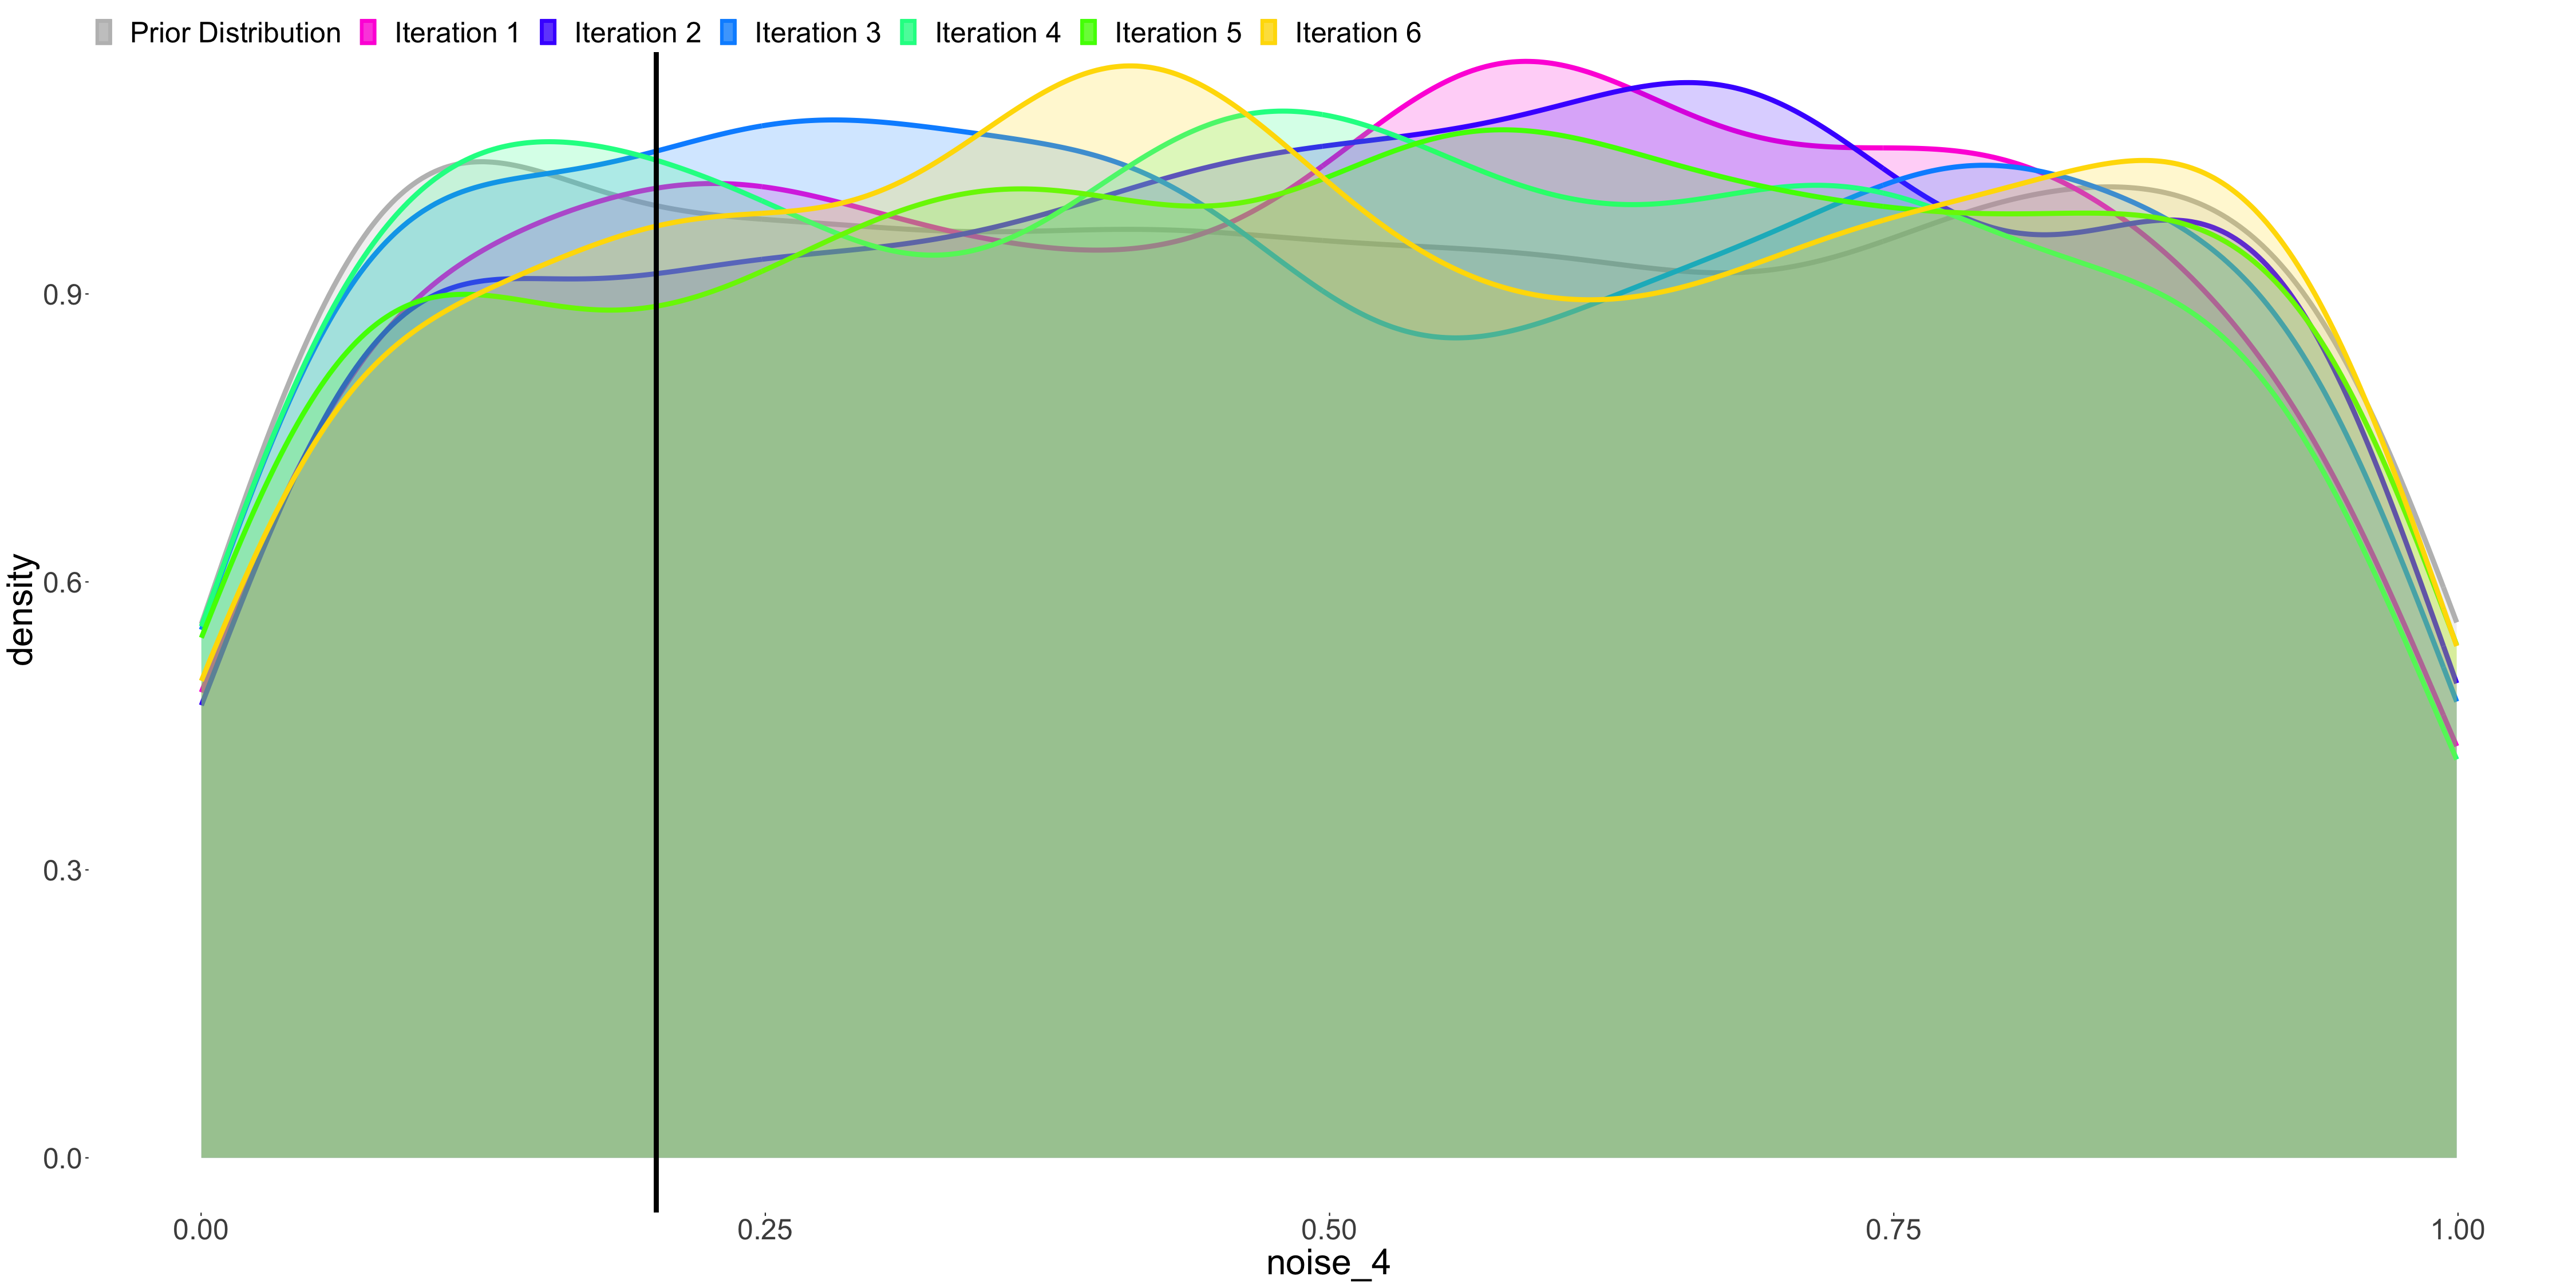 Prior Distribution Iteration 1 Iteration 2 Iteration 3 Iteration 4 Iteration 5 Iteration 6
density
0.9
0.6
0.3
0.0
0.00 0.25 0.50 0.75 1.00
noise_4